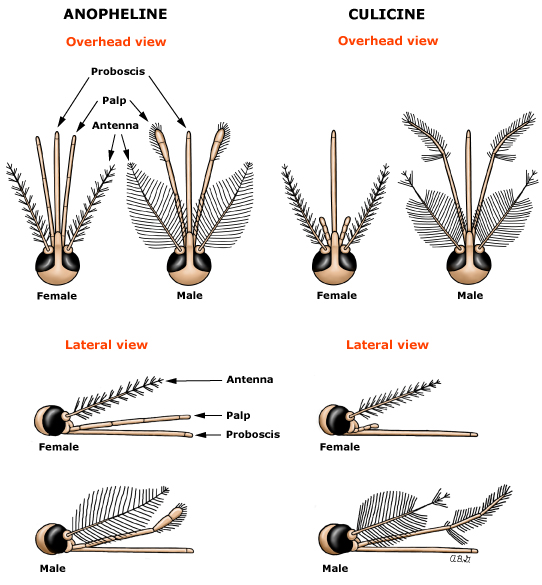 ANOPHELINE
Overhead view
Proboscis
Palp
Antenna
Female
Male
CULICINE
Overhead view
Female
Male
Lateral view
Antenna
Palp
Proboscis
Female
Male
Lateral view
Female
Male